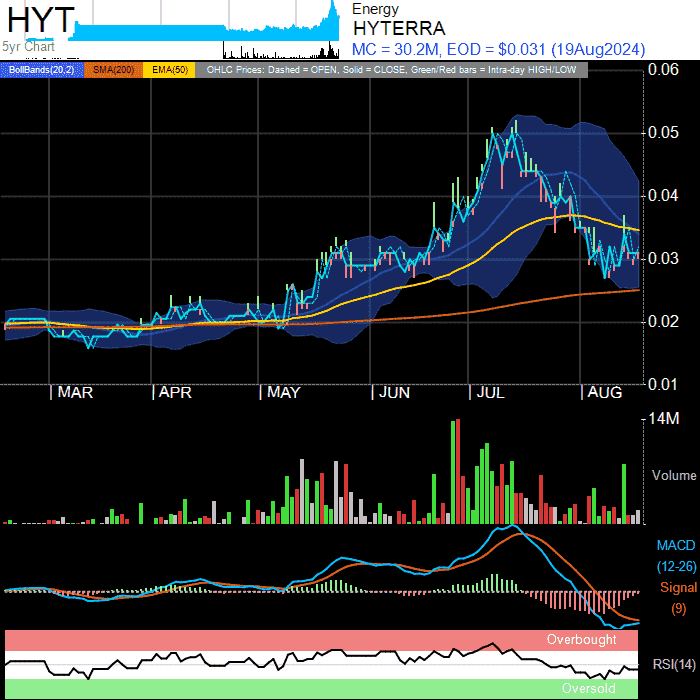 HYT
5yr Chart
Energy
HYTERRA
MC = 30.2M, EOD = $0.031 (19Aug2024)
BollBands(20,2) SMA(200) EMA(50) OHLC Prices: Dashed = OPEN, Solid = CLOSE, Green/Red bars = Intra-day HIGH/LOW
0.06
0.05
0.04
0.03
0.02
0.01
MAR APR MAY JUN JUL AUG
14M
Volume
MACD
(12-26)
Signal
(9)
Overbought
RSI(14)
Oversold